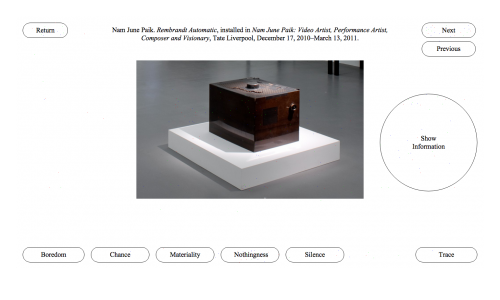 Return
Nam June Paik. Rembrandt Automatic, installed in Nam June Paik: Video Artist, Performance Artist,
Composer and Visionary, Tate Liverpool, December 17, 2010–March 13, 2011.
Next
Previous
Show
Information
Boredom
Chance
Materiality
Nothingness
Silence
Trace